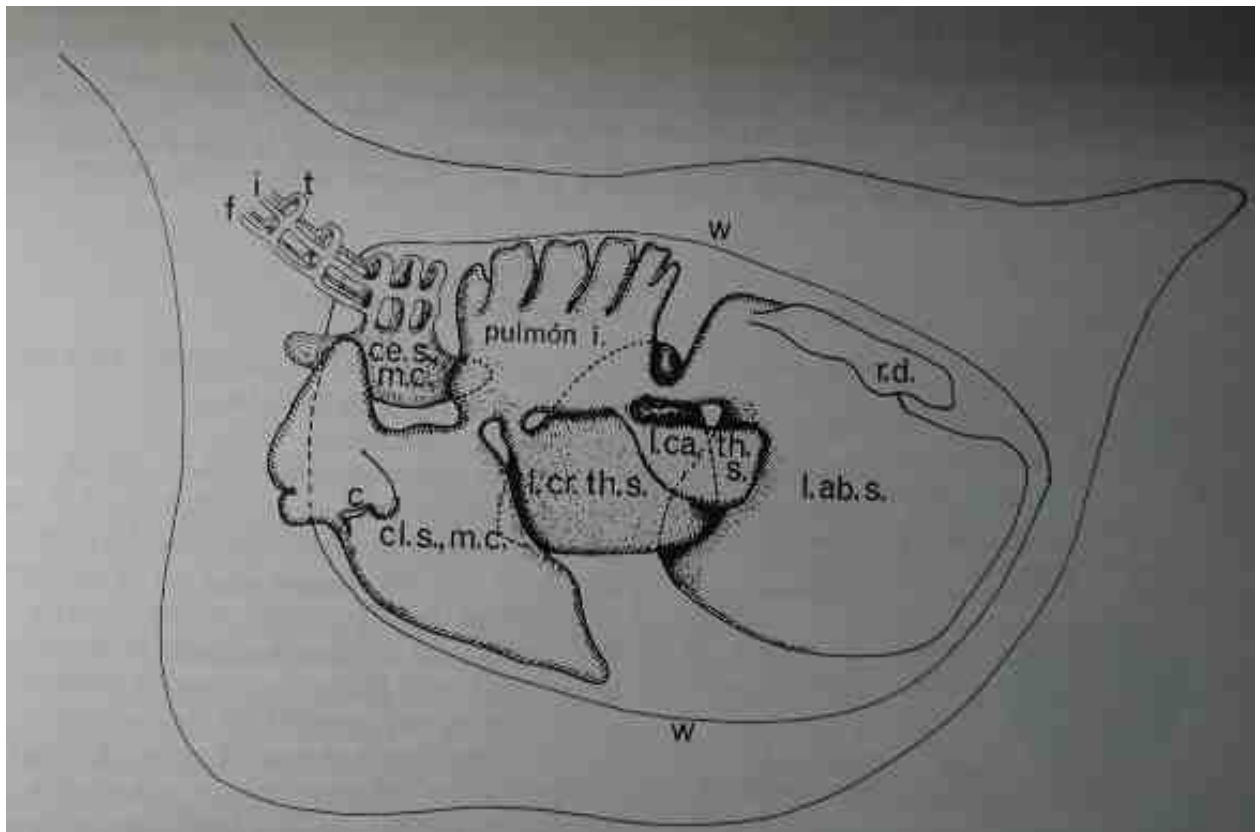 i t
f
w
pulmón i.
ce.s.,
m.c.
r.d.
l.ca. th.
s.
l.cr.th.s.
l.ab.s.
c
cl.s.,m.c.
w